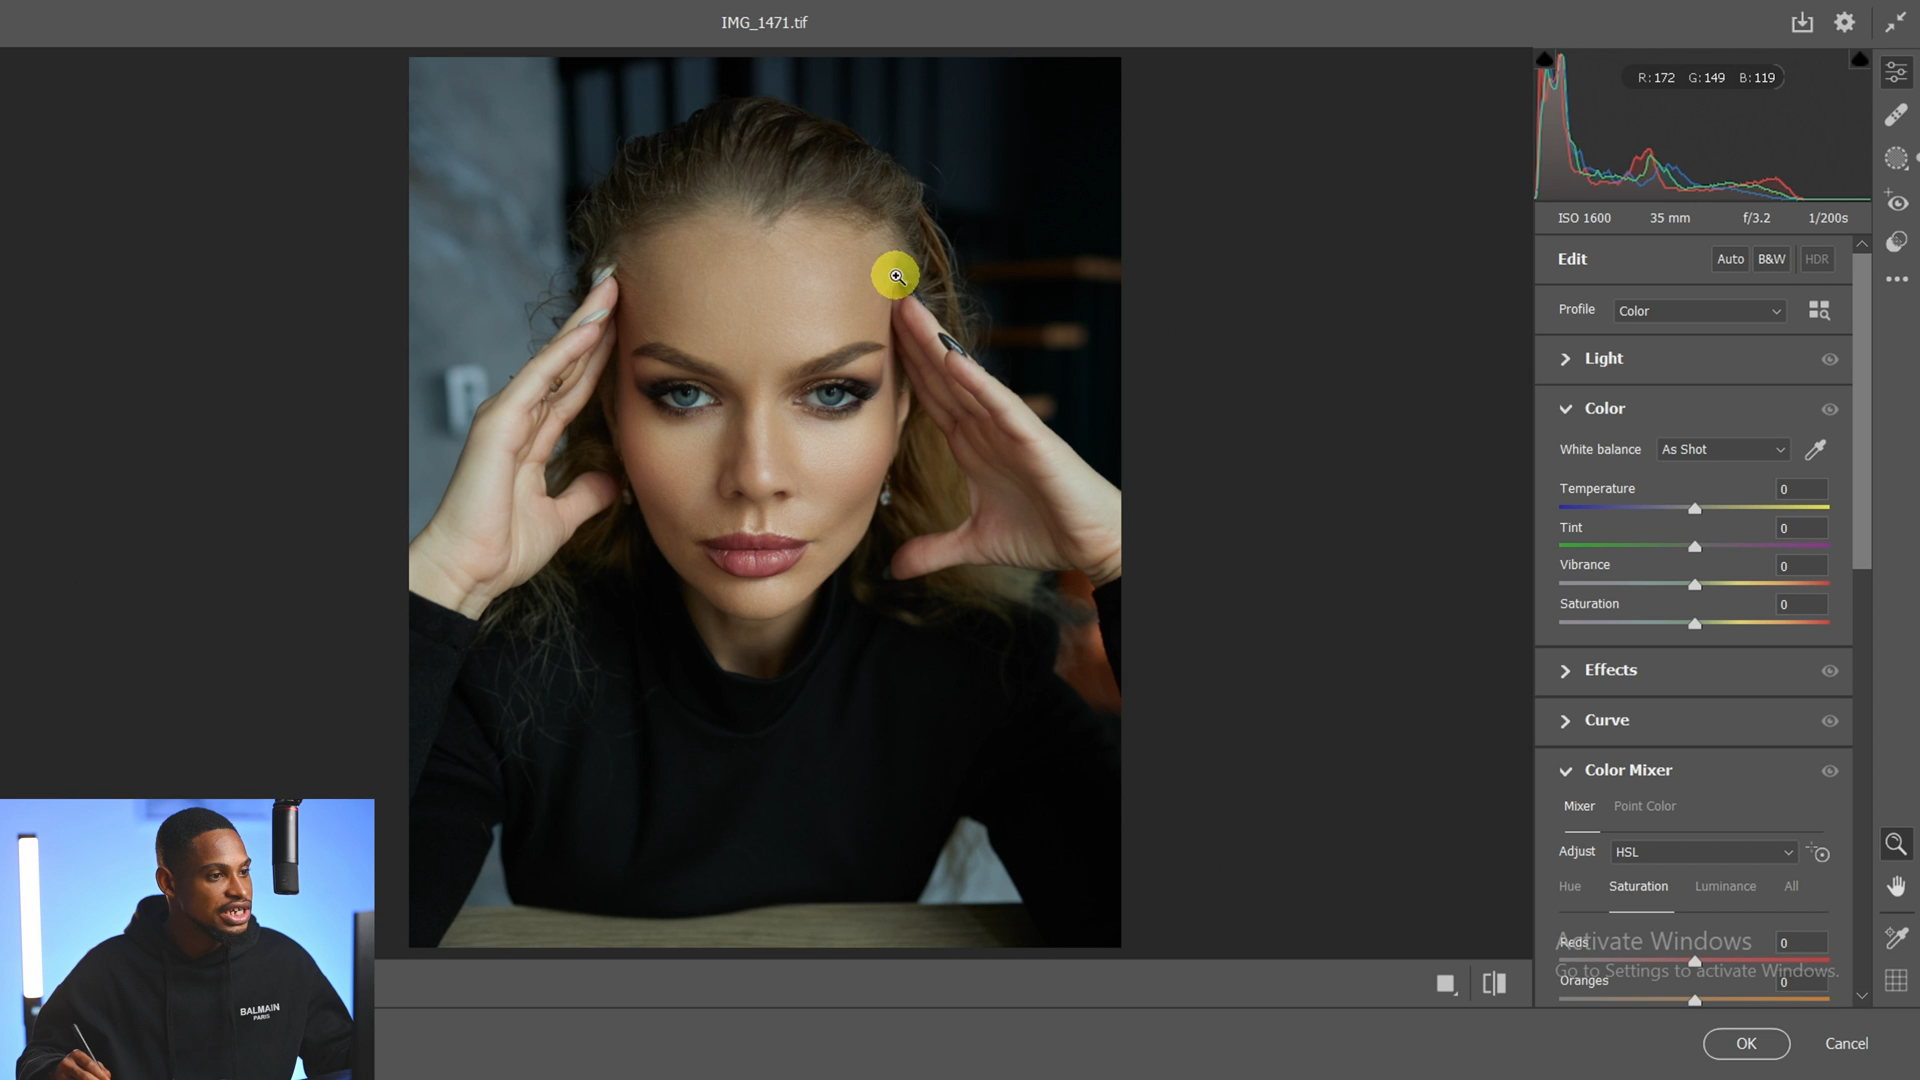 IMG_1471.tif
R: 172 G: 149 B: 119
ISO 1600 35 mm f/3.2 1/200s
Edit Auto B&W HDR
Profile Color
Light
Color
White balance As Shot
Temperature 0
Tint 0
Vibrance 0
Saturation 0
Effects
Curve
Color Mixer
Mixer Point Color
Adjust HSL
Hue Saturation Luminance All
Reds 0
Activate Windows
Go to Settings to activate Windows.
Oranges 0
BALMAIN
PARIS
OK Cancel